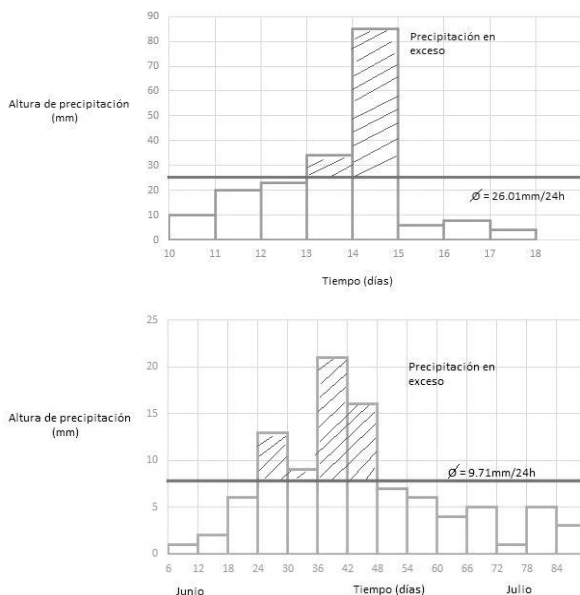 90
80
70
60
50
40
30
20
10
0
Altura de precipitación
(mm)
Precipitación en
exceso
Ø = 26.01mm/24h
10 11 12 13 14 15 16 17 18
Tiempo (días)
25
20
15
10
5
0
Altura de precipitación
(mm)
Precipitación en
exceso
Ø = 9.71mm/24h
6 12 18 24 30 36 42 48 54 60 66 72 78 84
Junio Tiempo (días) Julio